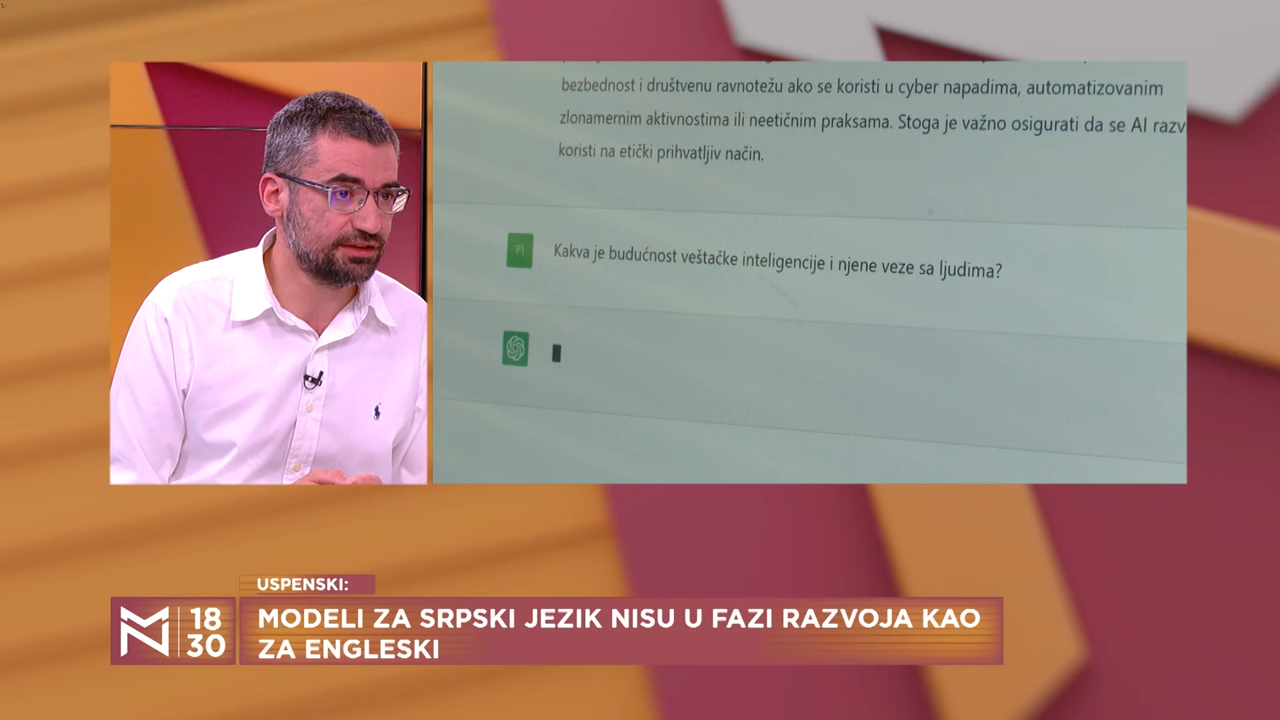 bezbednost i društvenu ravnotežu ako se koristi u cyber napadima, automatizovanim
zlonamernim aktivnostima ili neetičnim praksama. Stoga je važno osigurati da se AI razv
koristi na etički prihvatljiv način.
FI
Kakva je budućnost veštačke inteligencije i njene veze sa ljudima?
USPENSKI:
18
30
MODELI ZA SRPSKI JEZIK NISU U FAZI RAZVOJA KAO
ZA ENGLESKI